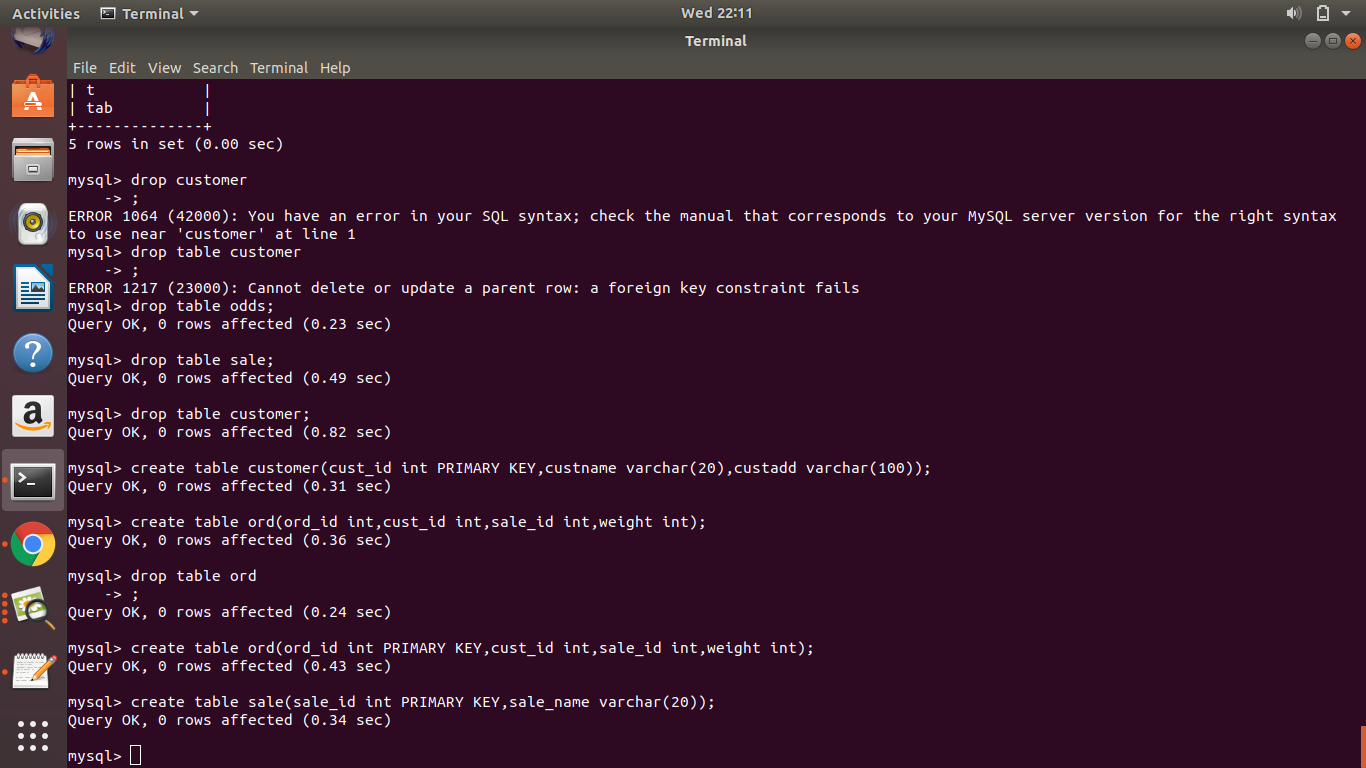 Activities Terminal Wed 22:11
Terminal
File Edit View Search Terminal Help
| t             |
| tab           |
+--------------+
5 rows in set (0.00 sec)
mysql> drop customer
    -> ;
ERROR 1064 (42000): You have an error in your SQL syntax; check the manual that corresponds to your MySQL server version for the right syntax
to use near 'customer' at line 1
mysql> drop table customer
    -> ;
ERROR 1217 (23000): Cannot delete or update a parent row: a foreign key constraint fails
mysql> drop table odds;
Query OK, 0 rows affected (0.23 sec)
mysql> drop table sale;
Query OK, 0 rows affected (0.49 sec)
mysql> drop table customer;
Query OK, 0 rows affected (0.82 sec)
mysql> create table customer(cust_id int PRIMARY KEY,custname varchar(20),custadd varchar(100));
Query OK, 0 rows affected (0.31 sec)
mysql> create table ord(ord_id int,cust_id int,sale_id int,weight int);
Query OK, 0 rows affected (0.36 sec)
mysql> drop table ord
    -> ;
Query OK, 0 rows affected (0.24 sec)
mysql> create table ord(ord_id int PRIMARY KEY,cust_id int,sale_id int,weight int);
Query OK, 0 rows affected (0.43 sec)
mysql> create table sale(sale_id int PRIMARY KEY,sale_name varchar(20));
Query OK, 0 rows affected (0.34 sec)
mysql>